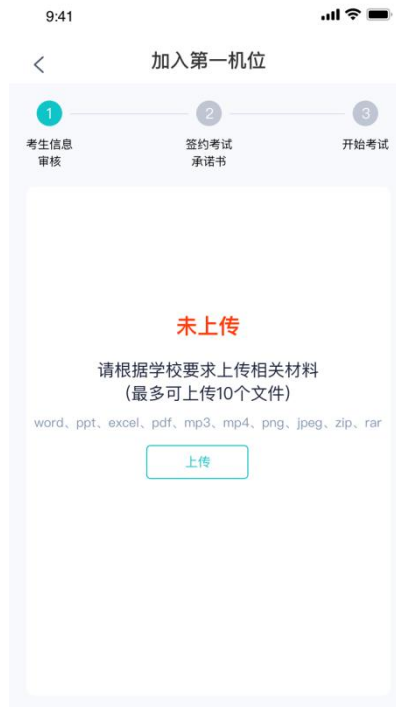 9:41
加入第一机位
1
2
3
考生信息
审核
签约考试
承诺书
开始考试
未上传
请根据学校要求上传相关材料
(最多可上传10个文件)
word、ppt、excel、pdf、mp3、mp4、png、jpeg、zip、rar
上传